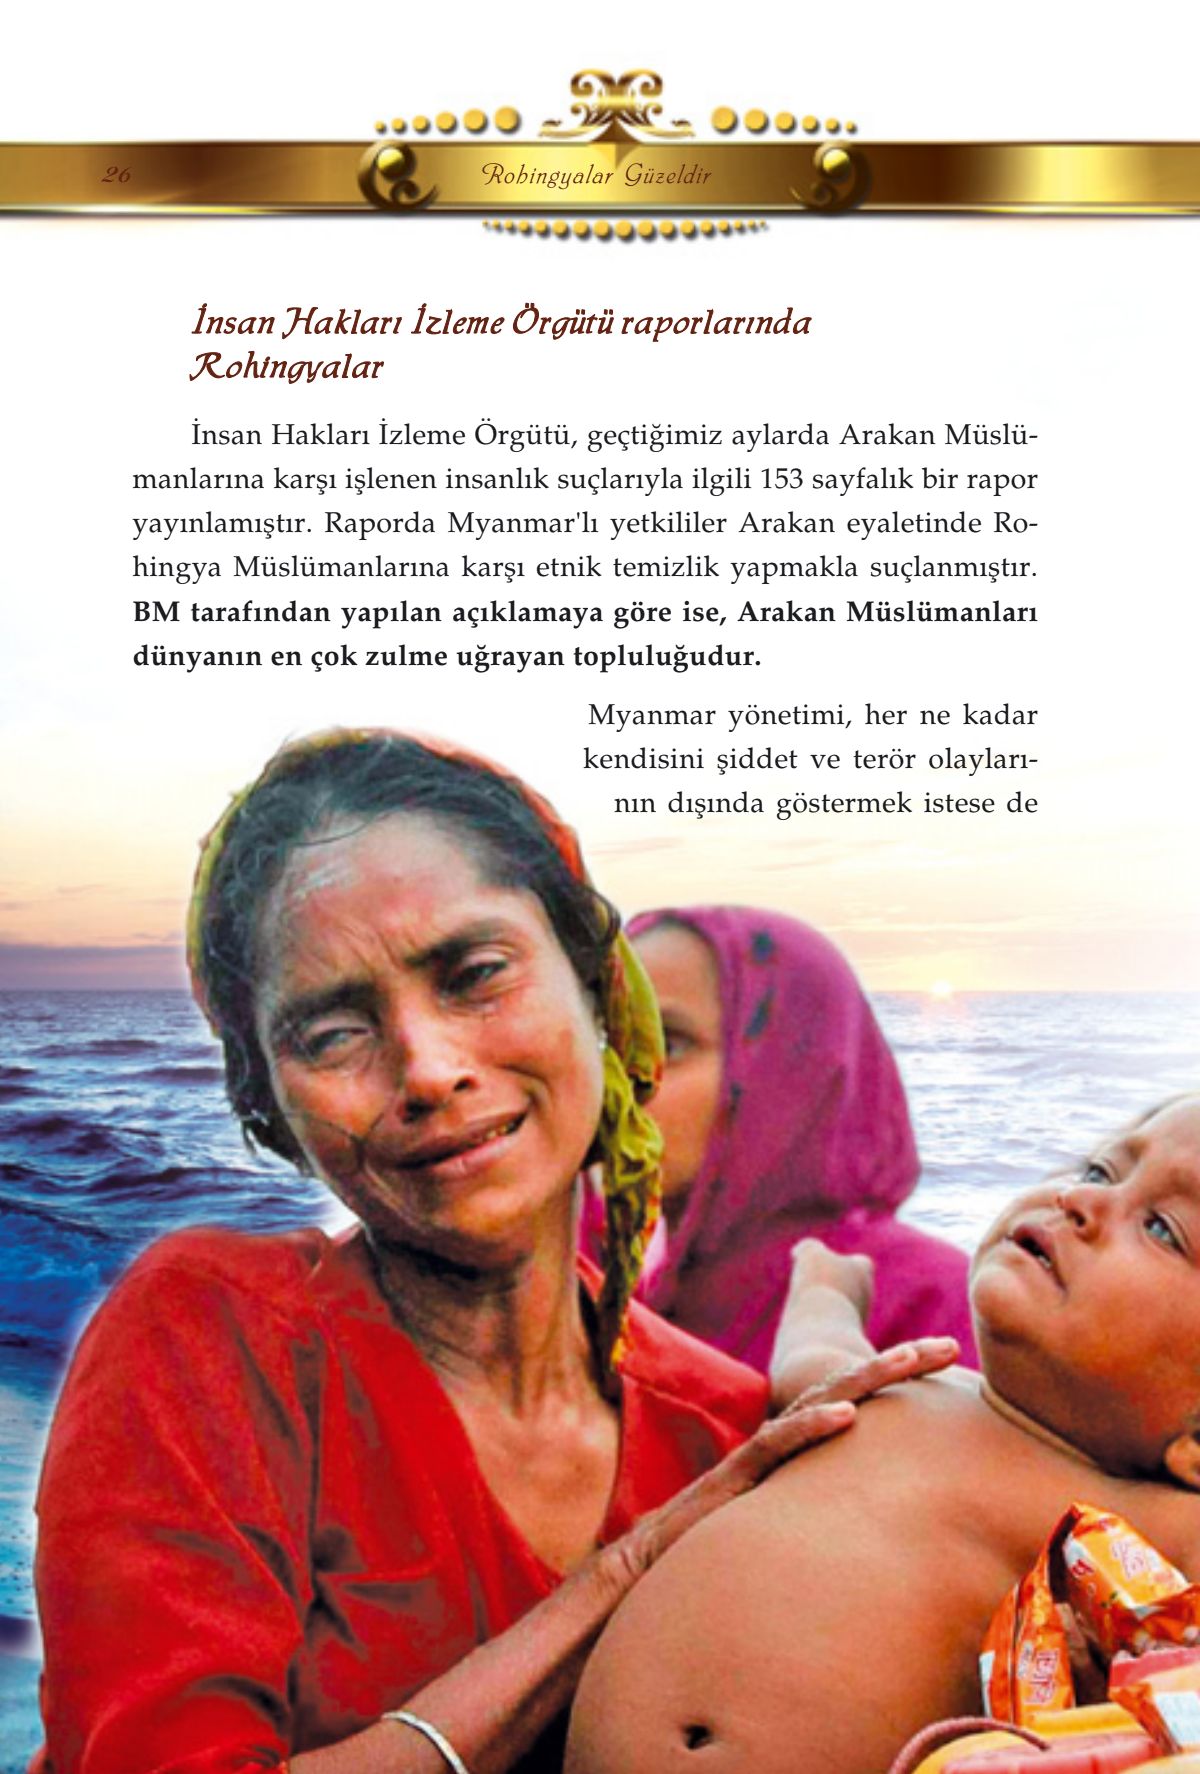 26
Rohingyalar Güzeldir
İnsan Hakları İzleme Örgütü raporlarında
Rohingyalar
İnsan Hakları İzleme Örgütü, geçtiğimiz aylarda Arakan Müslü-
manlarına karşı işlenen insanlık suçlarıyla ilgili 153 sayfalık bir rapor
yayınlamıştır. Raporda Myanmar'lı yetkililer Arakan eyaletinde Ro-
hingya Müslümanlarına karşı etnik temizlik yapmakla suçlanmıştır.
BM tarafından yapılan açıklamaya göre ise, Arakan Müslümanları
dünyanın en çok zulme uğrayan topluluğudur.
Myanmar yönetimi, her ne kadar
kendisini şiddet ve terör olayları-
nın dışında göstermek istese de